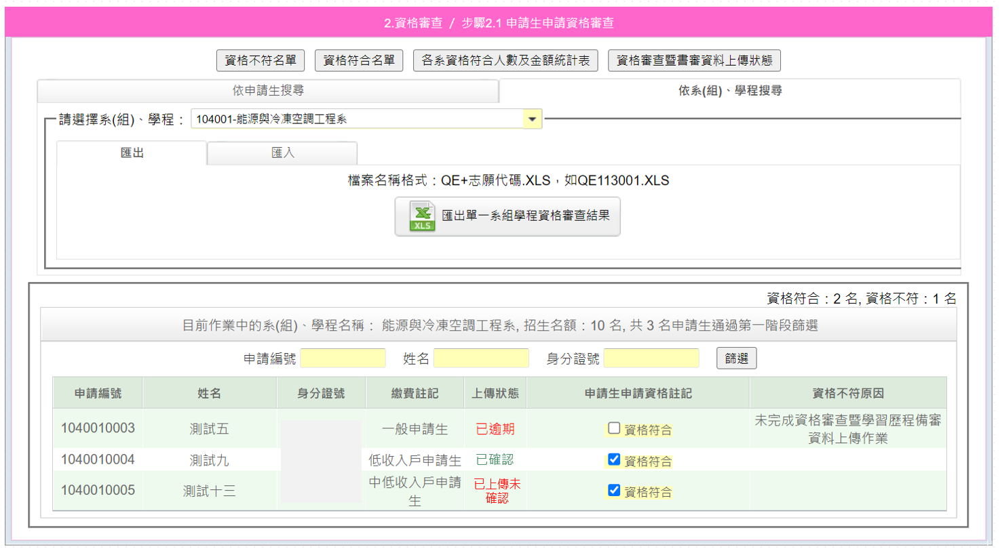 2.資格審查 / 步驟2.1 申請生申請資格審查
資格不符名單 資格符合名單 各系資格符合人數及金額統計表 資格審查暨書審資料上傳狀態
依申請生搜尋 依系(組)、學程搜尋
請選擇系(組)、學程： 104001-能源與冷凍空調工程系
匯出 匯入
檔案名稱格式：QE+志願代碼.XLS，如QE113001.XLS
XLS 匯出單一系組學程資格審查結果
資格符合：2 名, 資格不符：1 名
目前作業中的系(組)、學程名稱： 能源與冷凍空調工程系, 招生名額：10 名, 共 3 名申請生通過第一階段篩選
申請編號 姓名 身分證號 篩選
申請編號 姓名 身分證號 繳費註記 上傳狀態 申請生申請資格註記 資格不符原因
1040010003 測試五 一般申請生 已逾期 資格符合 未完成資格審查暨學習歷程備審
資料上傳作業
1040010004 測試九 低收入戶申請生 已確認 資格符合
1040010005 測試十三 中低收入戶申請 已上傳未 資格符合
生 確認